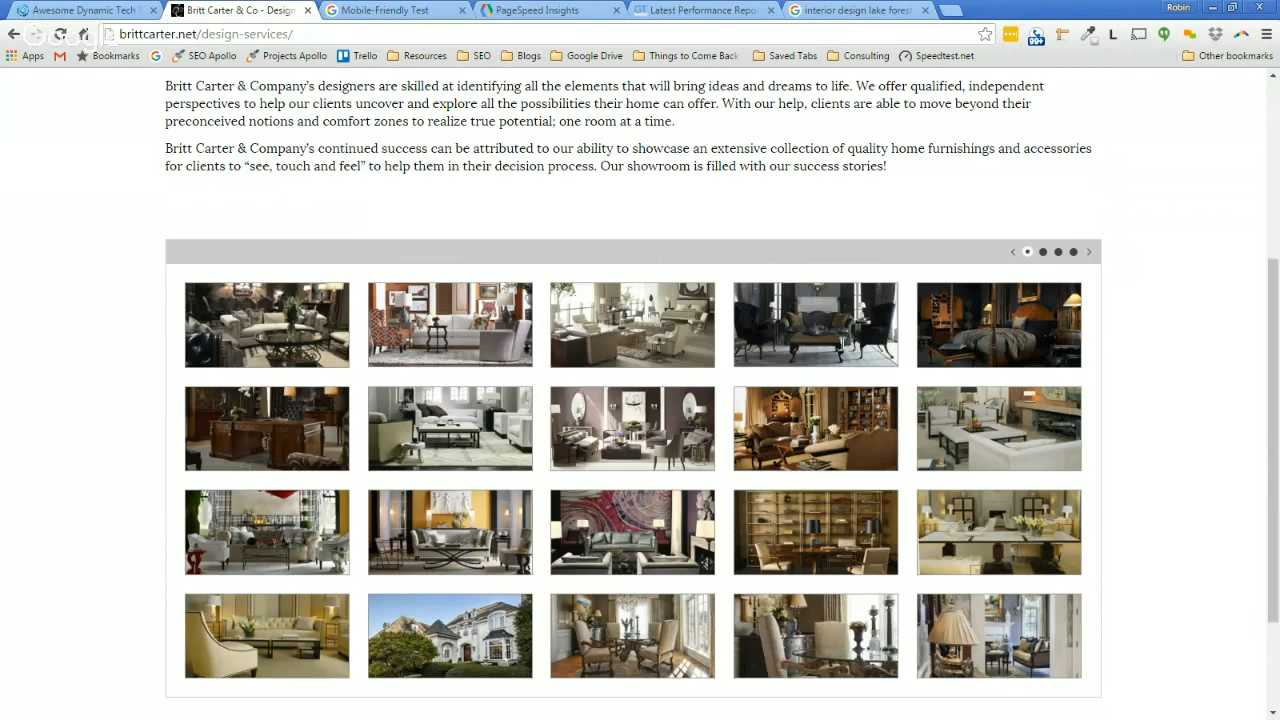 Awesome Dynamic Tech
Britt Carter & Co - Design
Mobile-Friendly Test
PageSpeed Insights
Latest Performance Repo
interior design lake forest
Robin
brittcarter.net/design-services/
99+
Apps
Bookmarks
SEO Apollo
Projects Apollo
Trello
Resources
SEO
Blogs
Google Drive
Things to Come Back
Saved Tabs
Consulting
Speedtest.net
Other bookmarks
Britt Carter & Company's designers are skilled at identifying all the elements that will bring ideas and dreams to life. We offer qualified, independent
perspectives to help our clients uncover and explore all the possibilities their home can offer. With our help, clients are able to move beyond their
preconceived notions and comfort zones to realize true potential; one room at a time.
Britt Carter & Company's continued success can be attributed to our ability to showcase an extensive collection of quality home furnishings and accessories
for clients to “see, touch and feel” to help them in their decision process. Our showroom is filled with our success stories!